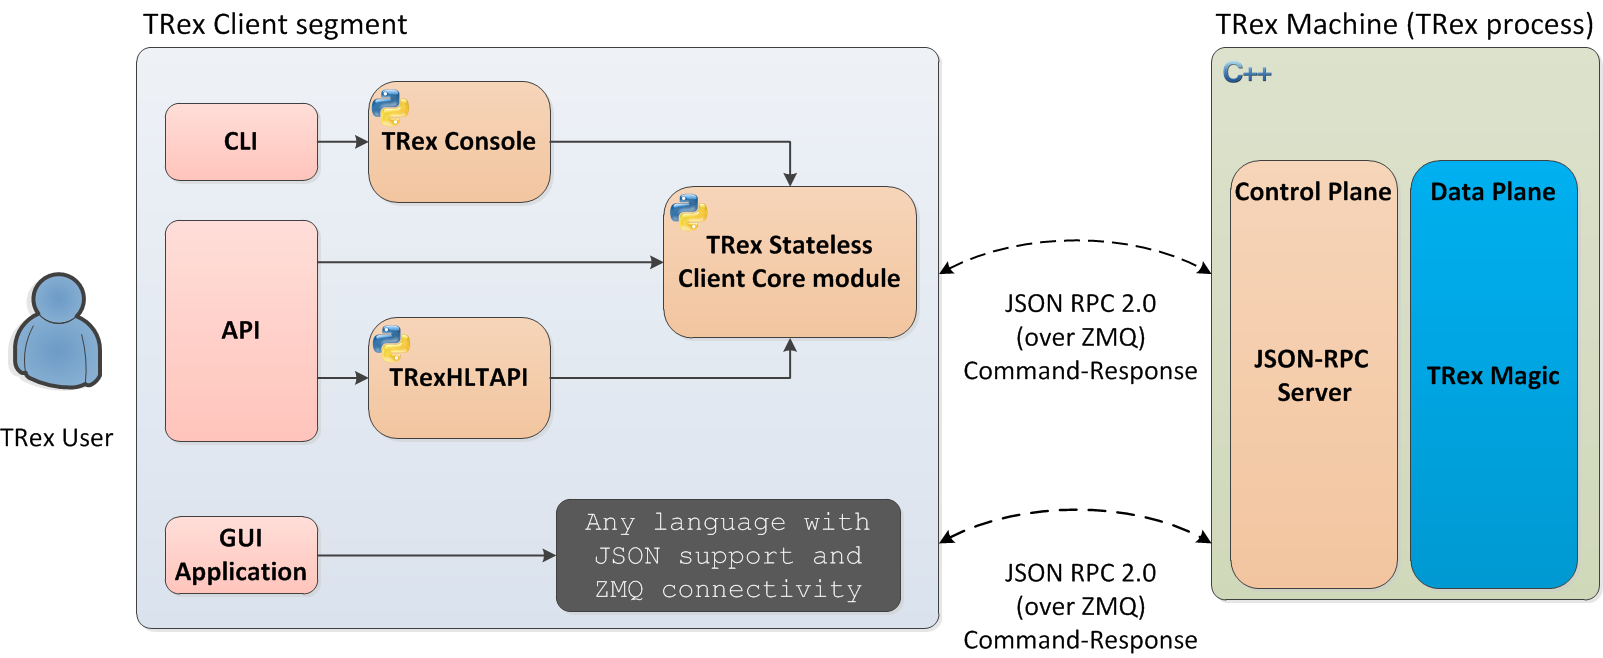 TRex Client segment
TRex Machine (TRex process)
C++
CLI
TRex Console
TRex Stateless
Client Core module
API
TRexHLTAPI
TRex User
GUI
Application
Any language with
JSON support and
ZMQ connectivity
JSON RPC 2.0
(over ZMQ)
Command-Response
JSON RPC 2.0
(over ZMQ)
Command-Response
Control Plane
JSON-RPC
Server
Data Plane
TRex Magic